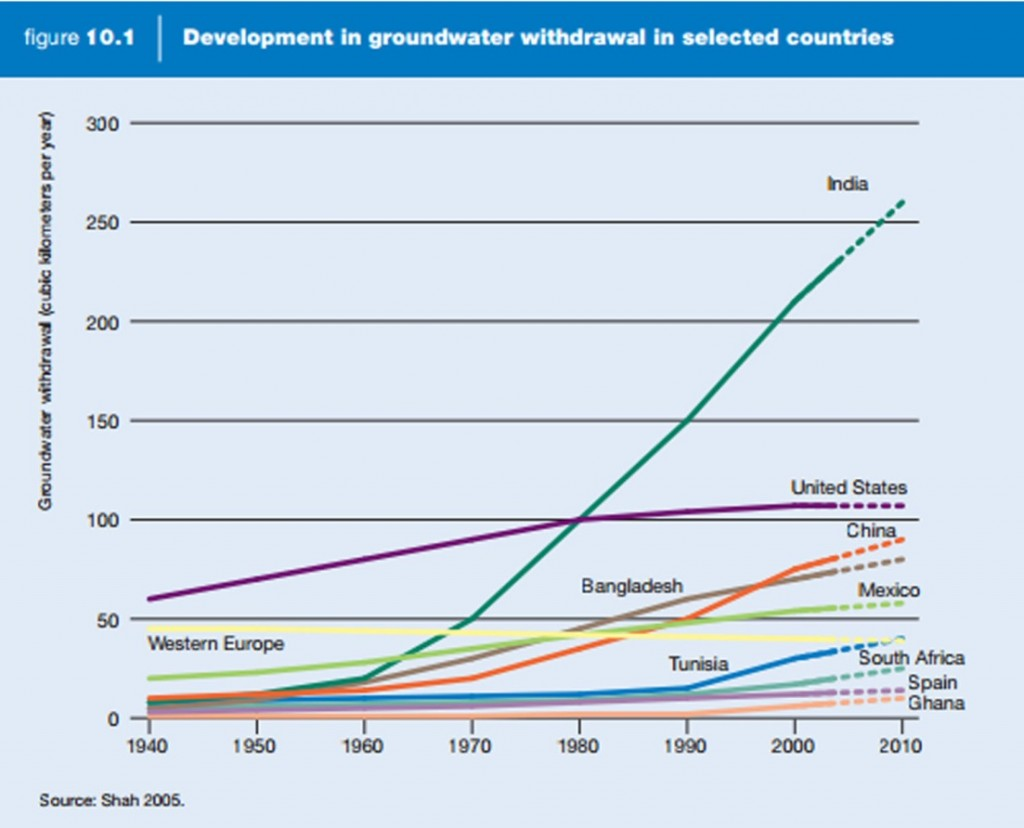 figure 10.1 Development in groundwater withdrawal in selected countries
Groundwater withdrawal (cubic kilometers per year)
300
India
250
200
150
United States
100
China
Bangladesh
Mexico
50
Western Europe
Tunisia
South Africa
Spain
Ghana
0
1940 1950 1960 1970 1980 1990 2000 2010
Source: Shah 2005.